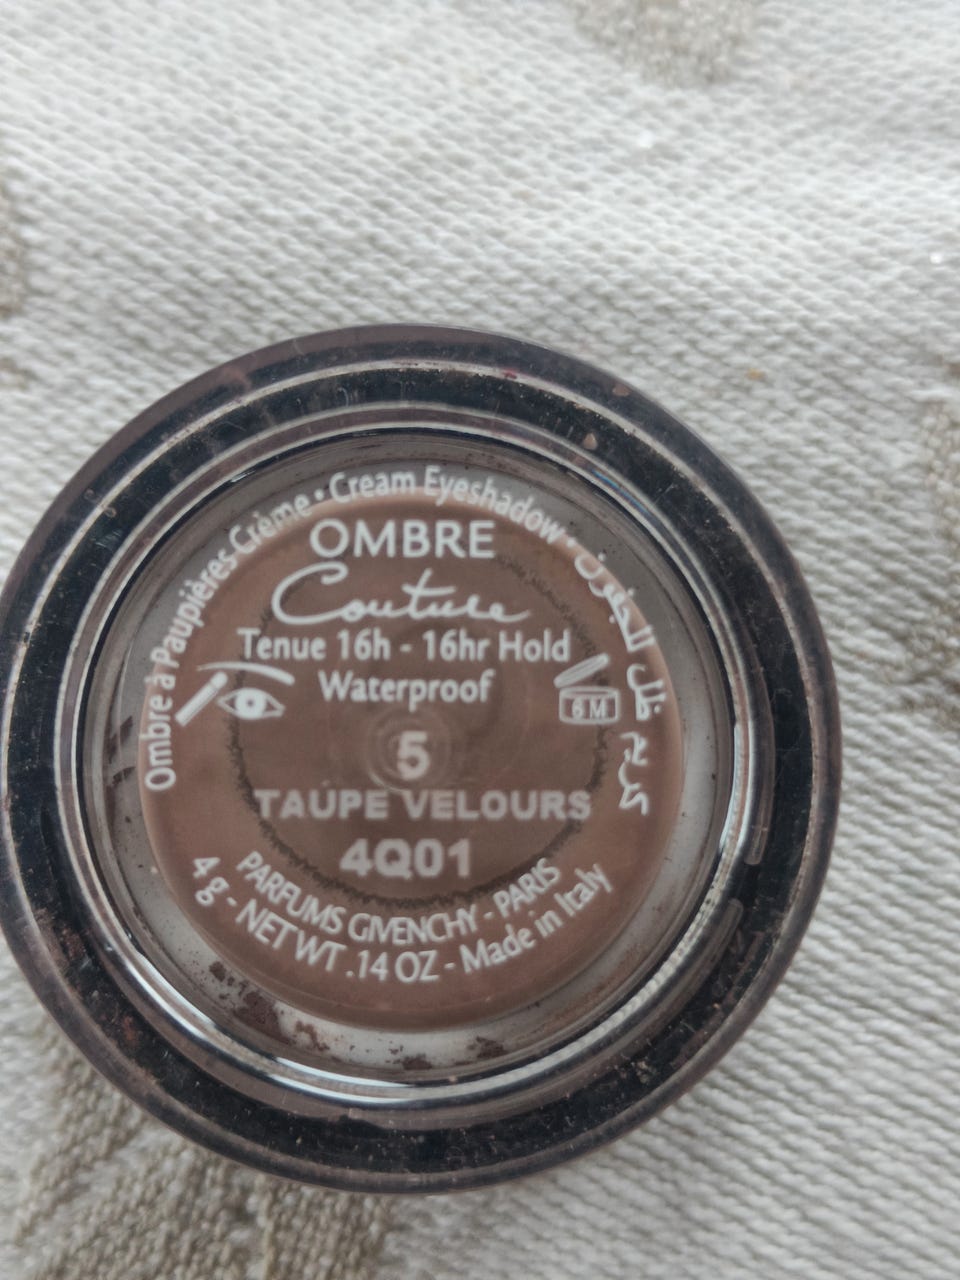 Ombre à Paupières Crème • Cream Eyeshadow • ظل الجفون كريم
OMBRE
Couture
Tenue 16h - 16hr Hold
Waterproof
6M
5
TAUPE VELOURS
4Q01
PARFUMS GIVENCHY - PARIS
4 g - NET WT .14 OZ - Made in Italy